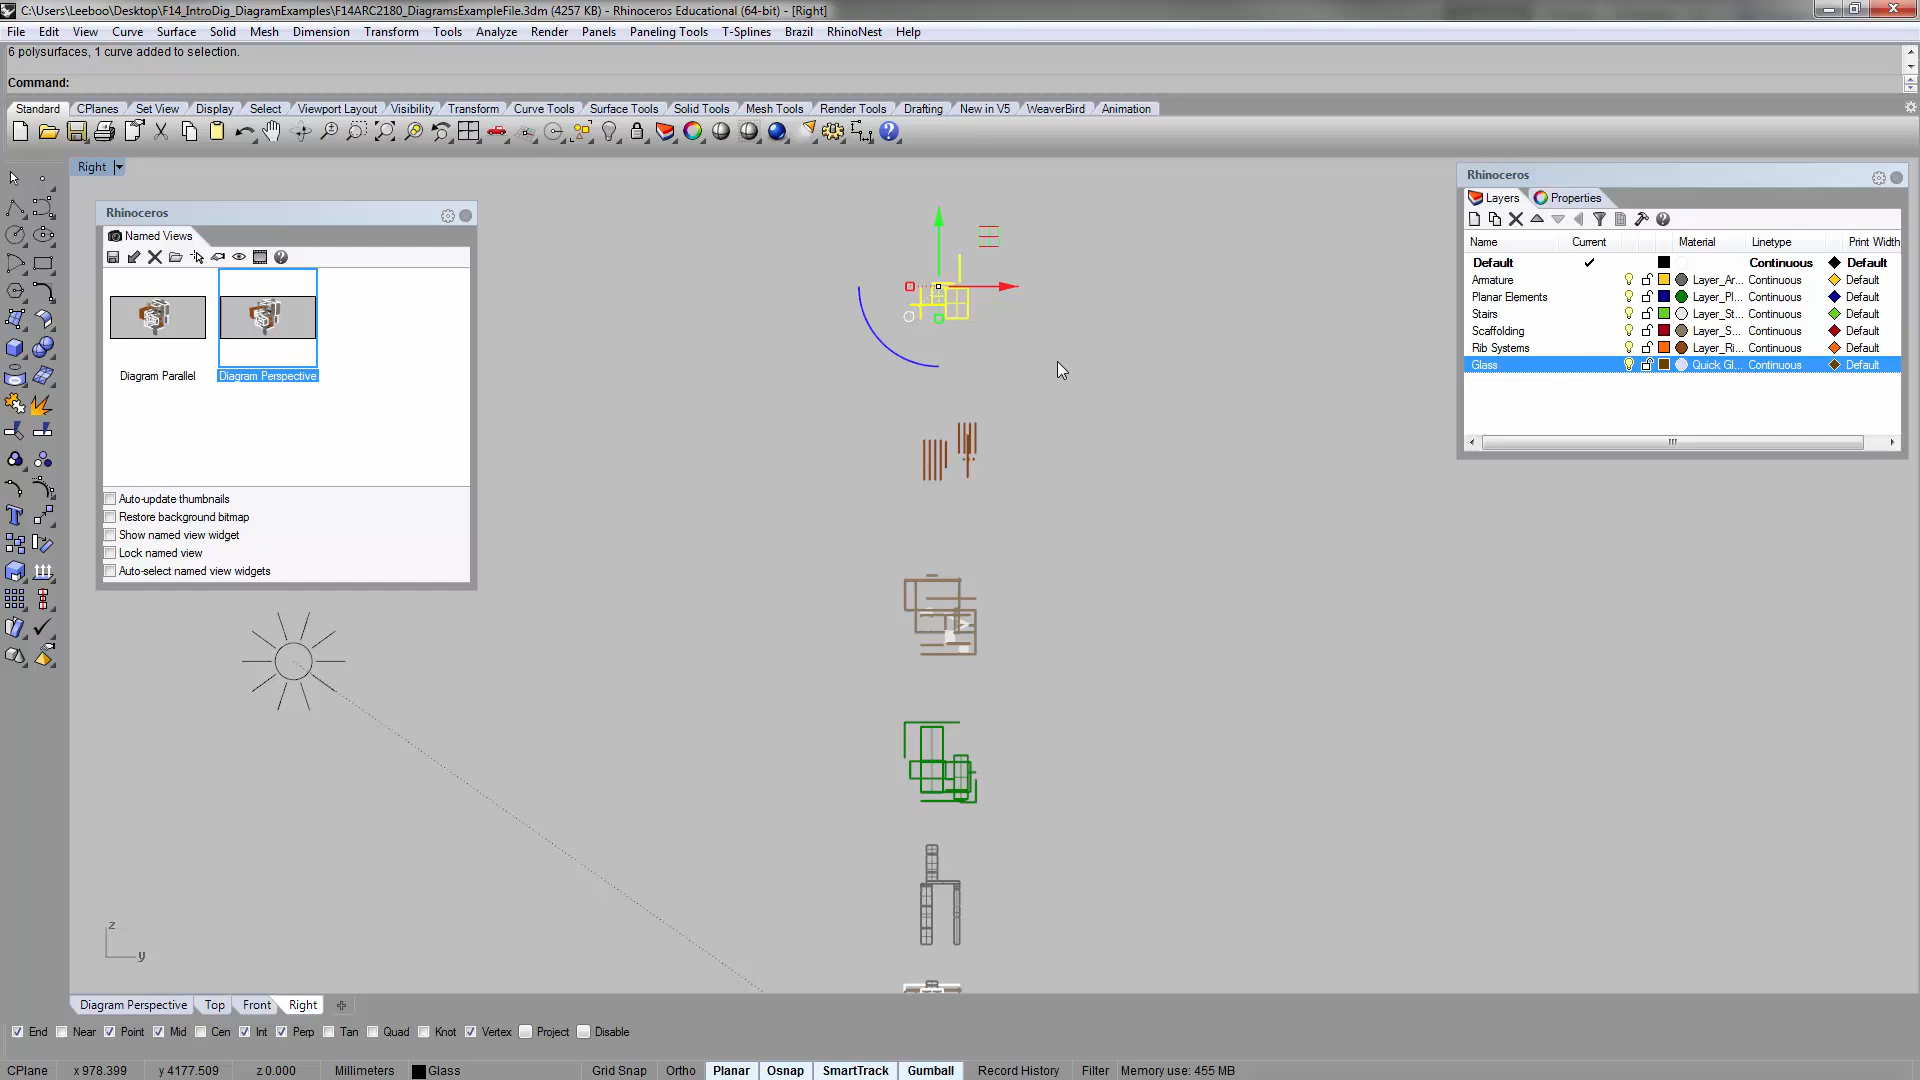 C:\Users\Leeboo\Desktop\F14_IntroDig_DiagramExamples\F14ARC2180_DiagramsExampleFile.3dm (4257 KB) - Rhinoceros Educational (64-bit) - [Right]
File Edit View Curve Surface Solid Mesh Dimension Transform Tools Analyze Render Panels Paneling Tools T-Splines Brazil RhinoNest Help
6 polysurfaces, 1 curve added to selection.
Command:
Standard CPlanes Set View Display Select Viewport Layout Visibility Transform Curve Tools Surface Tools Solid Tools Mesh Tools Render Tools Drafting New in V5 WeaverBird Animation
Right
Rhinoceros
Named Views
Diagram Parallel Diagram Perspective
Auto-update thumbnails
Restore background bitmap
Show named view widget
Lock named view
Auto-select named view widgets
Rhinoceros
Layers Properties
Name Current Material Linetype Print Width
Default Continuous Default
Amature Layer_Ar... Continuous Default
Planar Elements Layer_Pl... Continuous Default
Stairs Layer_St... Continuous Default
Scaffolding Layer_S... Continuous Default
Rib Systems Layer_Ri... Continuous Default
Glass Quick Gl... Continuous Default
z
y
Diagram Perspective Top Front Right
End Near Point Mid Cen Int Perp Tan Quad Knot Vertex Project Disable
CPlane x 978.399 y 4177.509 z 0.000 Millimeters Glass Grid Snap Ortho Planar Osnap SmartTrack Gumball Record History Filter Memory use: 455 MB